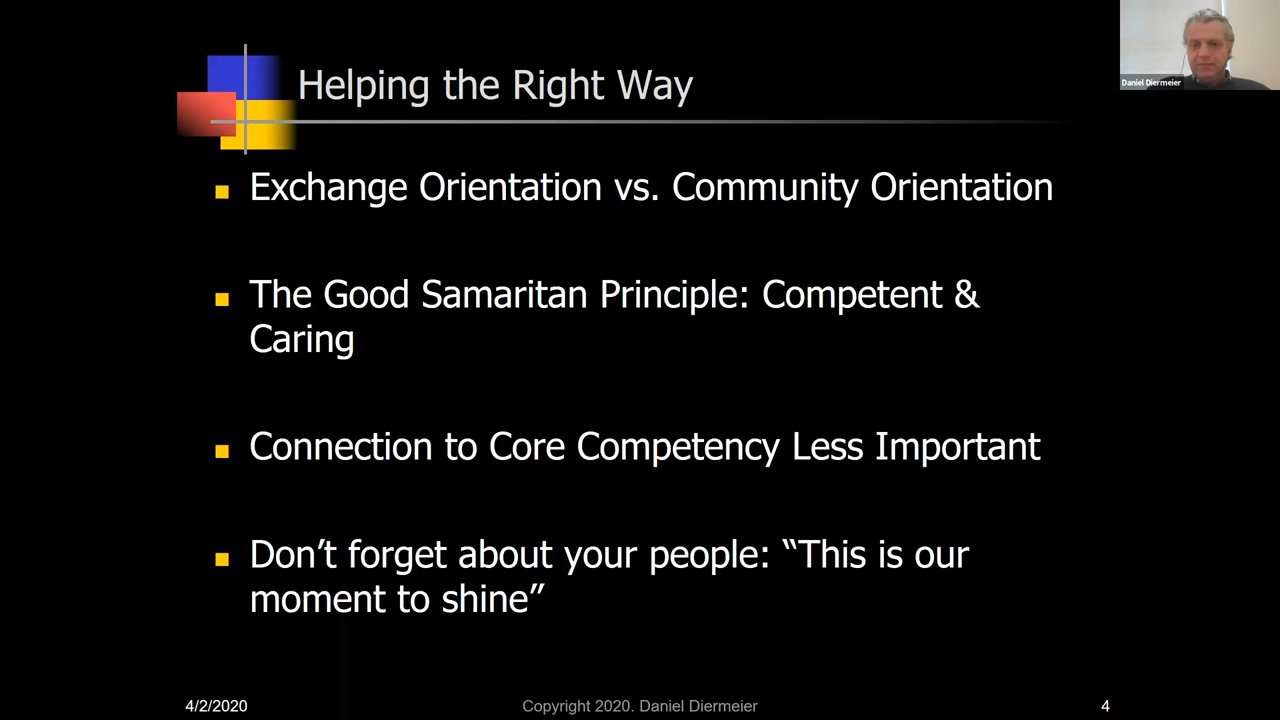 Helping the Right Way
Daniel Diermeier
Exchange Orientation vs. Community Orientation
The Good Samaritan Principle: Competent &
Caring
Connection to Core Competency Less Important
Don’t forget about your people: “This is our
moment to shine”
4/2/2020
Copyright 2020. Daniel Diermeier
4